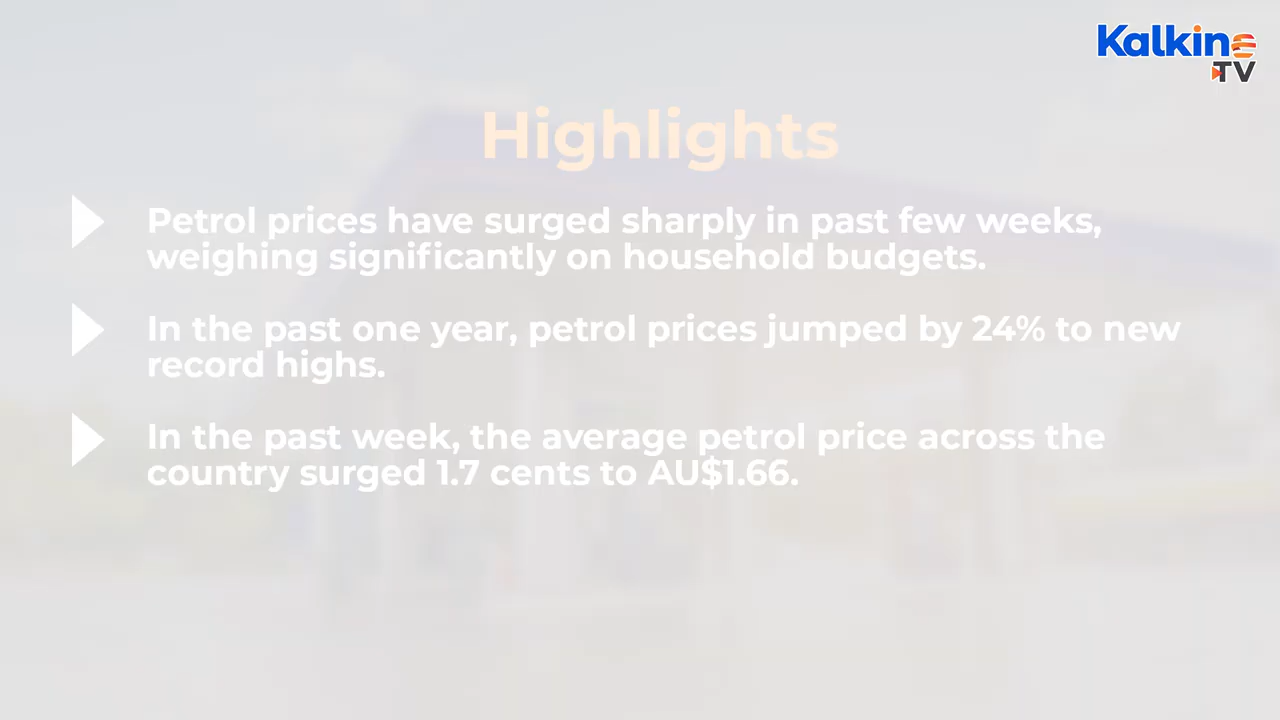 Kalkine
TV
Highlights
Petrol prices have surged sharply in past few weeks,
weighing significantly on household budgets.
In the past one year, petrol prices jumped by 24% to new
record highs.
In the past week, the average petrol price across the
country surged 1.7 cents to AU$1.66.